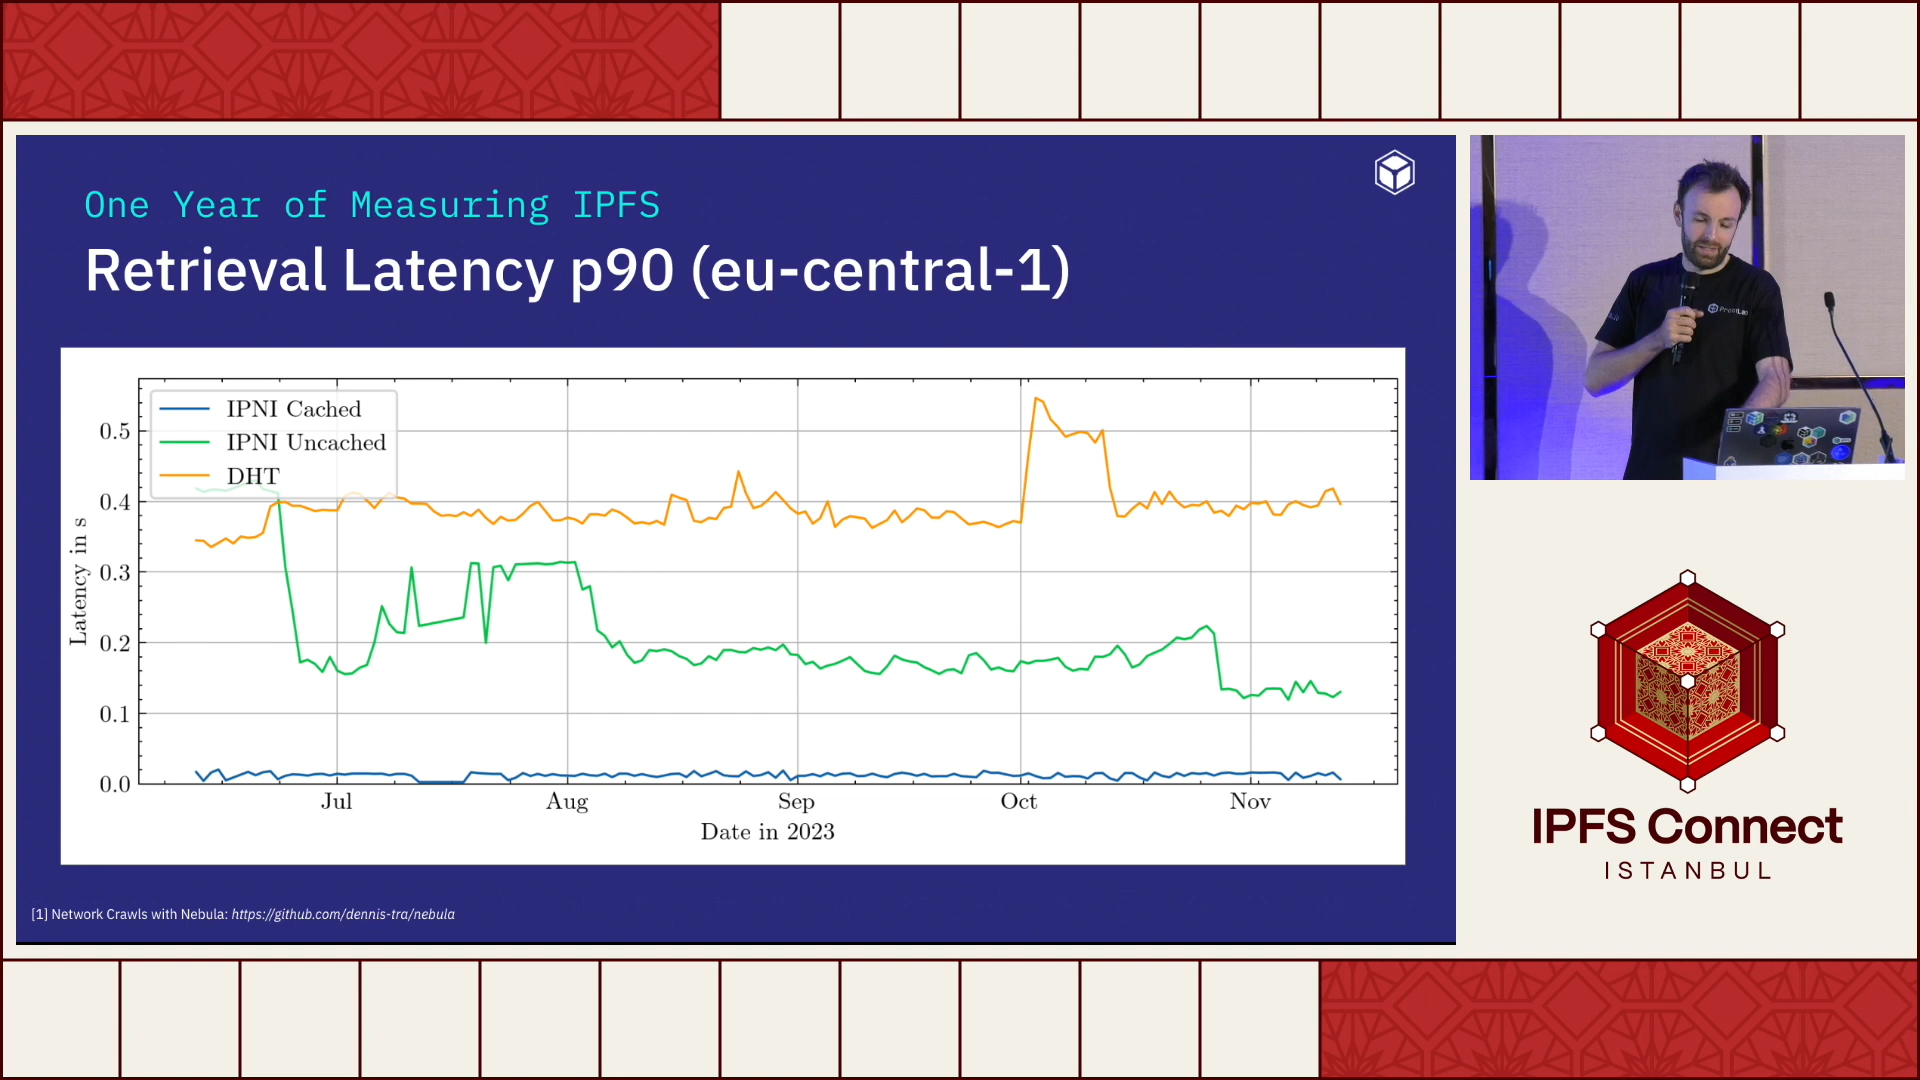 One Year of Measuring IPFS
Retrieval Latency p90 (eu-central-1)
IPNI Cached
IPNI Uncached
DHT
Latency in s
0.5
0.4
0.3
0.2
0.1
0.0
Jul
Aug
Sep
Oct
Nov
Date in 2023
[1] Network Crawls with Nebula: https://github.com/dennis-tra/nebula
IPFS Connect
ISTANBUL